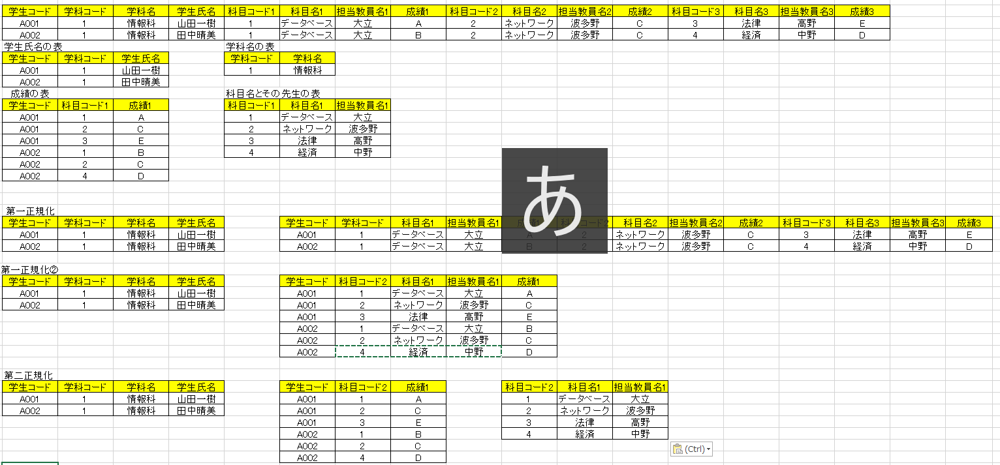 学生コード 学科コード 学科名 学生氏名 科目コード1 科目名1 担当教員名1 成績1 科目コード2 科目名2 担当教員名2 成績2 科目コード3 科目名3 担当教員名3 成績3
A001 1 情報科 山田一樹 1 データベース 大立 A 2 ネットワーク 波多野 C 3 法律 高野 E
A002 1 情報科 田中晴美 1 データベース 大立 B 2 ネットワーク 波多野 C 4 経済 中野 D
学生氏名の表 学科名の表
学生コード 学科コード 学生氏名 学科コード 学科名
A001 1 山田一樹 1 情報科
A002 1 田中晴美
成績の表 科目名とその先生の表
学生コード 科目コード1 成績1 科目コード1 科目名1 担当教員名1
A001 1 A 1 データベース 大立
A001 2 C 2 ネットワーク 波多野
A001 3 E 3 法律 高野
A002 1 B 4 経済 中野
A002 2 C
A002 4 D
あ
第一正規化
学生コード 学科コード 学科名 学生氏名 学生コード 学科コード 科目名1 担当教員名1 成績1 科目コード2 科目名2 担当教員名2 成績2 科目コード3 科目名3 担当教員名3 成績3
A001 1 情報科 山田一樹 A001 1 データベース 大立 A 2 ネットワーク 波多野 C 3 法律 高野 E
A002 1 情報科 田中晴美 A002 1 データベース 大立 B 2 ネットワーク 波多野 C 4 経済 中野 D
第一正規化②
学生コード 学科コード 学科名 学生氏名 学生コード 科目コード2 科目名1 担当教員名1 成績1
A001 1 情報科 山田一樹 A001 1 データベース 大立 A
A002 1 情報科 田中晴美 A001 2 ネットワーク 波多野 C
A001 3 法律 高野 E
A002 1 データベース 大立 B
A002 2 ネットワーク 波多野 C
A002 4 経済 中野 D
第二正規化
学生コード 学科コード 学科名 学生氏名 学生コード 科目コード2 成績1 科目コード2 科目名1 担当教員名1
A001 1 情報科 山田一樹 A001 1 A 1 データベース 大立
A002 1 情報科 田中晴美 A001 2 C 2 ネットワーク 波多野
A001 3 E 3 法律 高野
A002 1 B 4 経済 中野
A002 2 C
(Ctrl)
A002 4 D